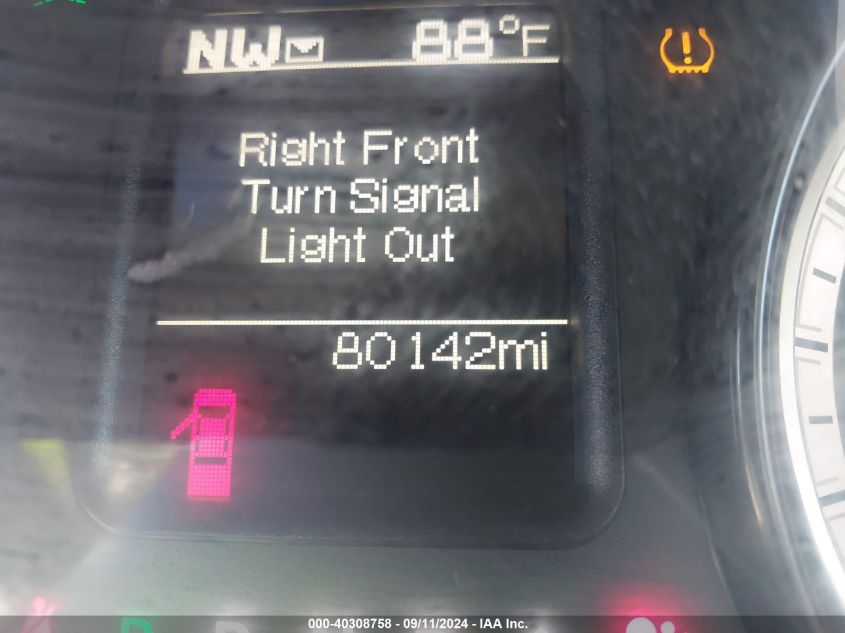 NW 88°F
Right Front
Turn Signal
Light Out
80142mi
000-40308758 - 09/11/2024 - IAA Inc.